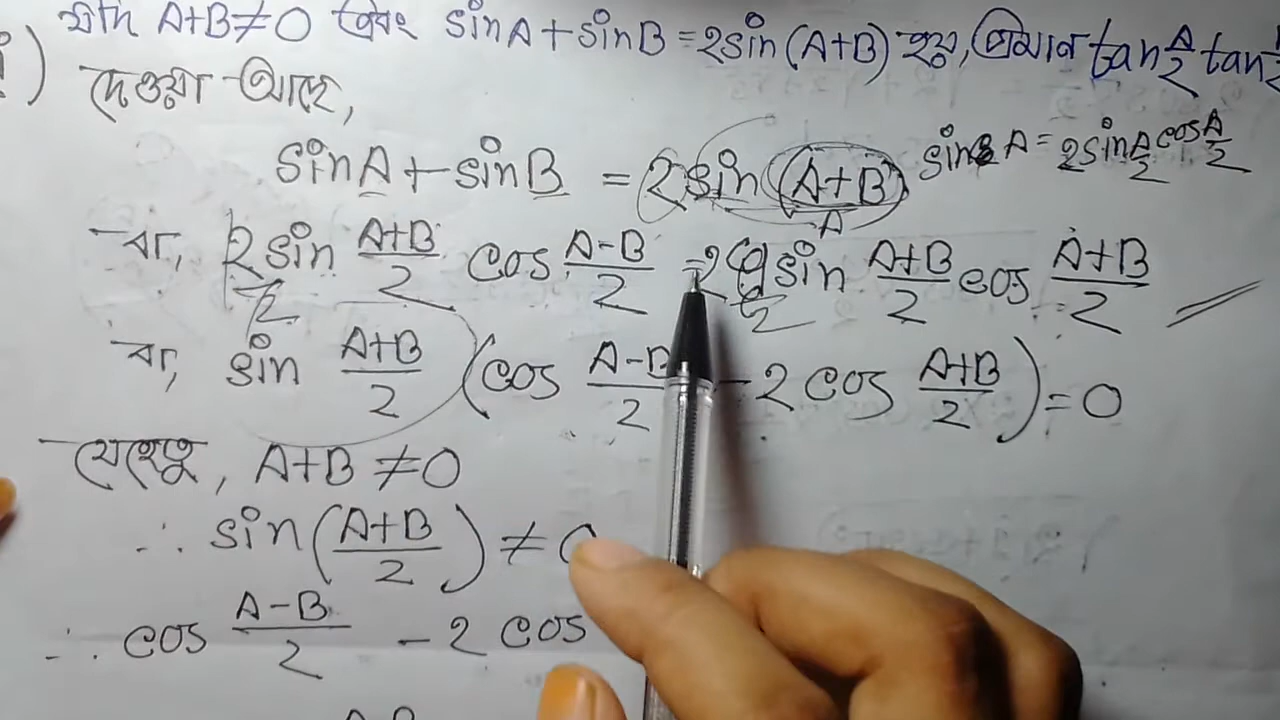 যদি A+B≠0 এবং sinA+sinB=2sin(A+B) হয়, প্রমাণ tan A/2 tan
দেওয়া আছে,
sinA+sinB = 2sin(A+B)
A
sin A = 2sin A/2 cos A/2
বা, 2 sin (A+B)/2 cos (A-B)/2 = 2 sin (A+B)/2 cos (A+B)/2
বা, sin (A+B)/2 (cos (A-B)/2 - 2 cos (A+B)/2) = 0
যেহেতু, A+B ≠ 0
∴ sin((A+B)/2) ≠ 0
∴ cos (A-B)/2 - 2 cos